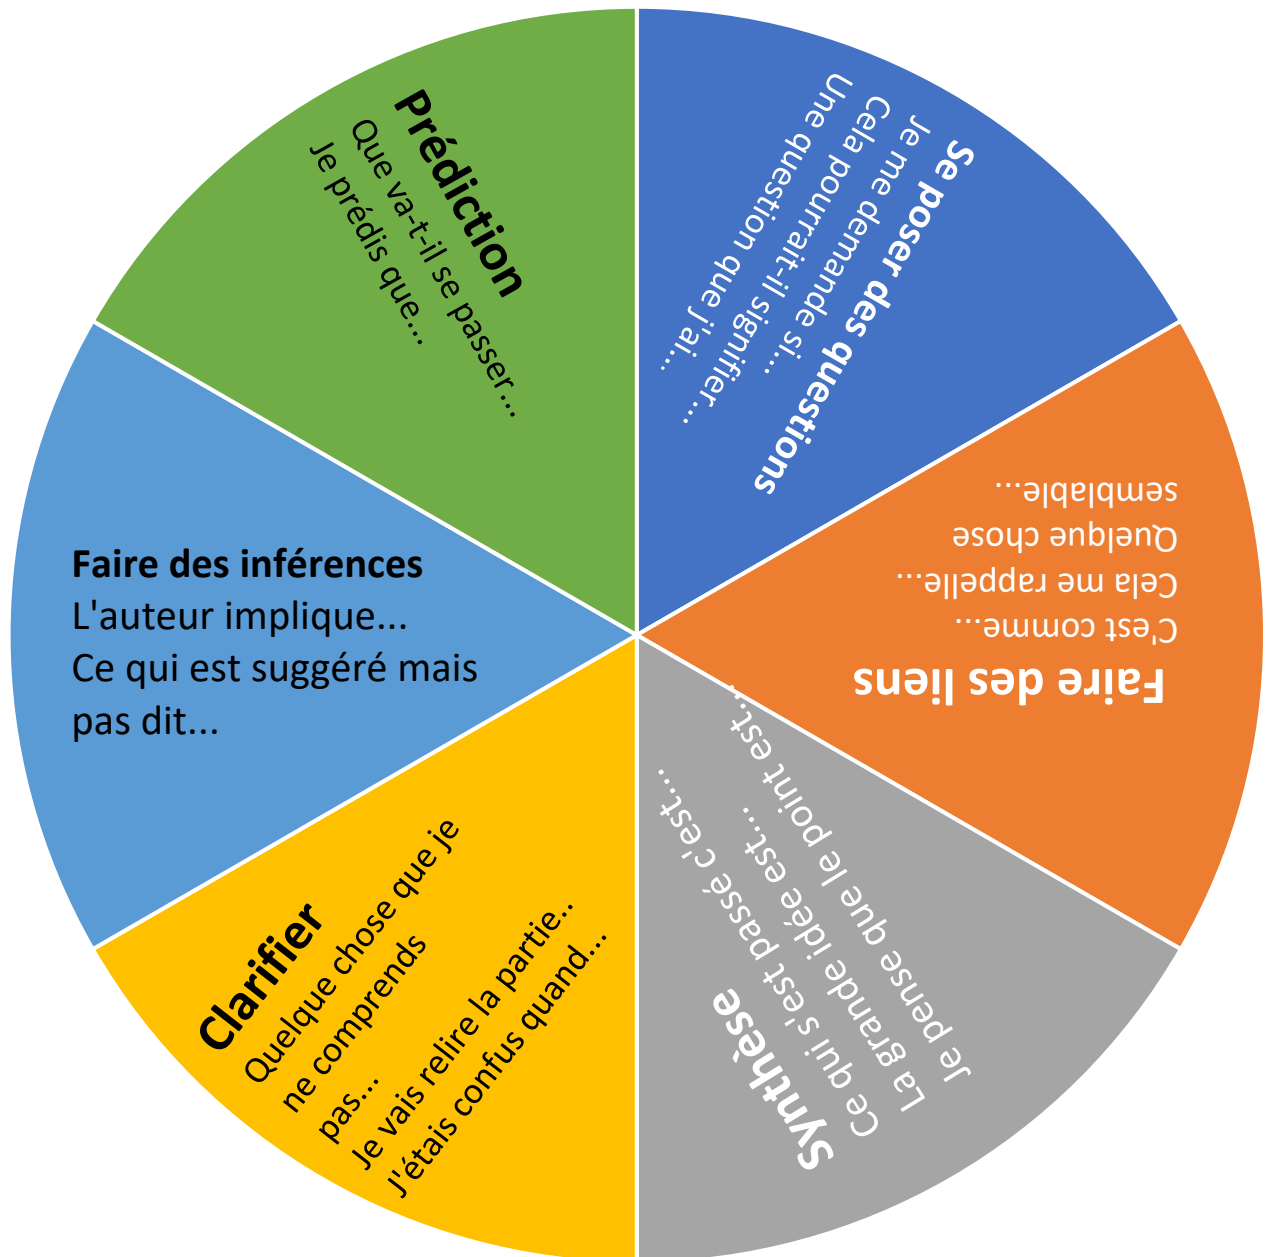 Prédiction
Que va-t-il se passer...
Je prédis que...
Se poser des questions
Je me demande si...
Cela pourrait-il signifier...
Une question que j'ai...
Faire des liens
C'est comme...
Cela me rappelle...
Quelque chose
semblable...
Synthèse
Ce qui s'est passé c'est...
La grande idée est...
Je pense que le point est...
Clarifier
Quelque chose que je
ne comprends
pas...
Je vais relire la partie..
J'étais confus quand...
Faire des inférences
L'auteur implique...
Ce qui est suggéré mais
pas dit...